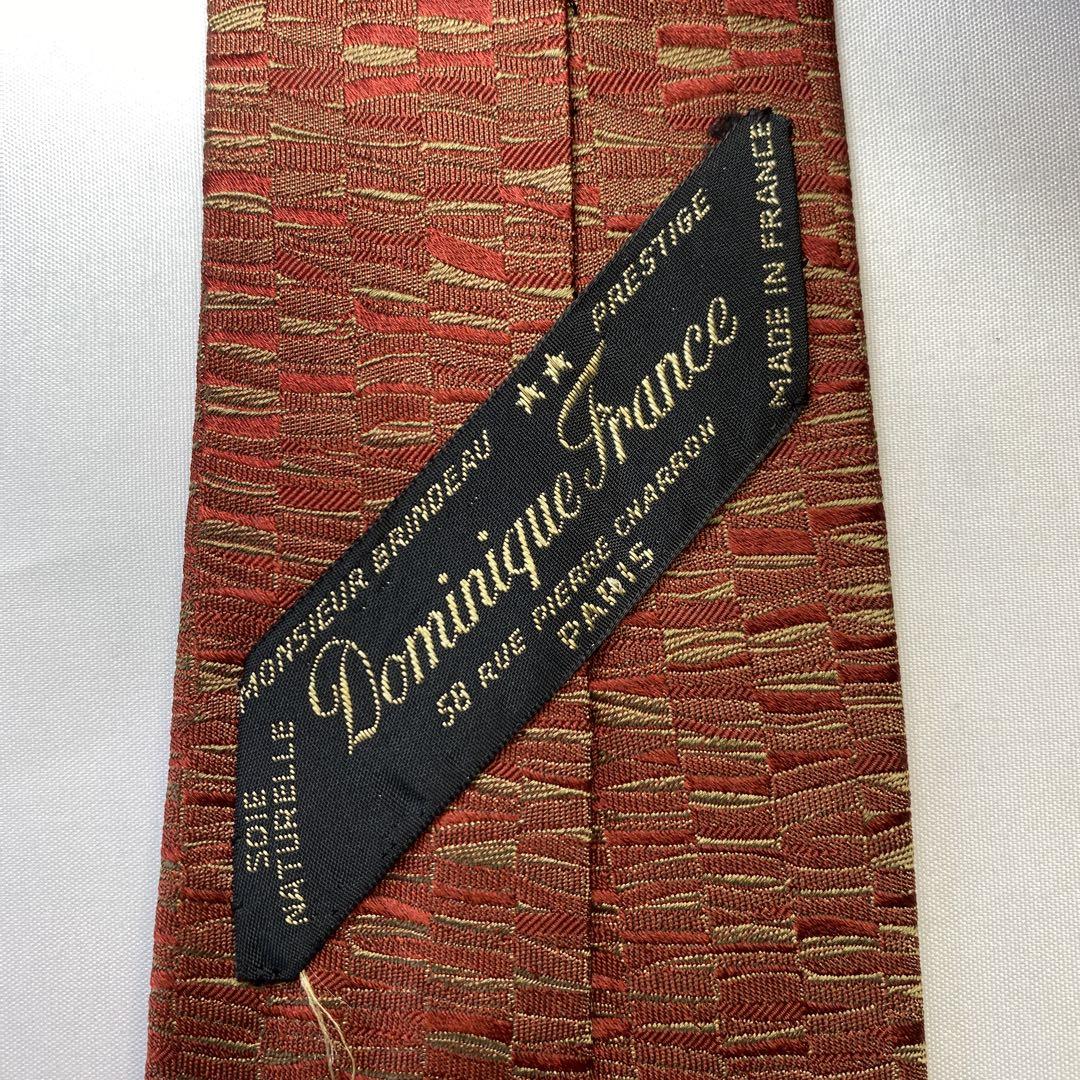 MONSIEUR BRINDEAU ★★ PRESTIGE
Dominique France
58 RUE PIERRE CHARRON
PARIS
SOIE
NATURELLE
MADE IN FRANCE